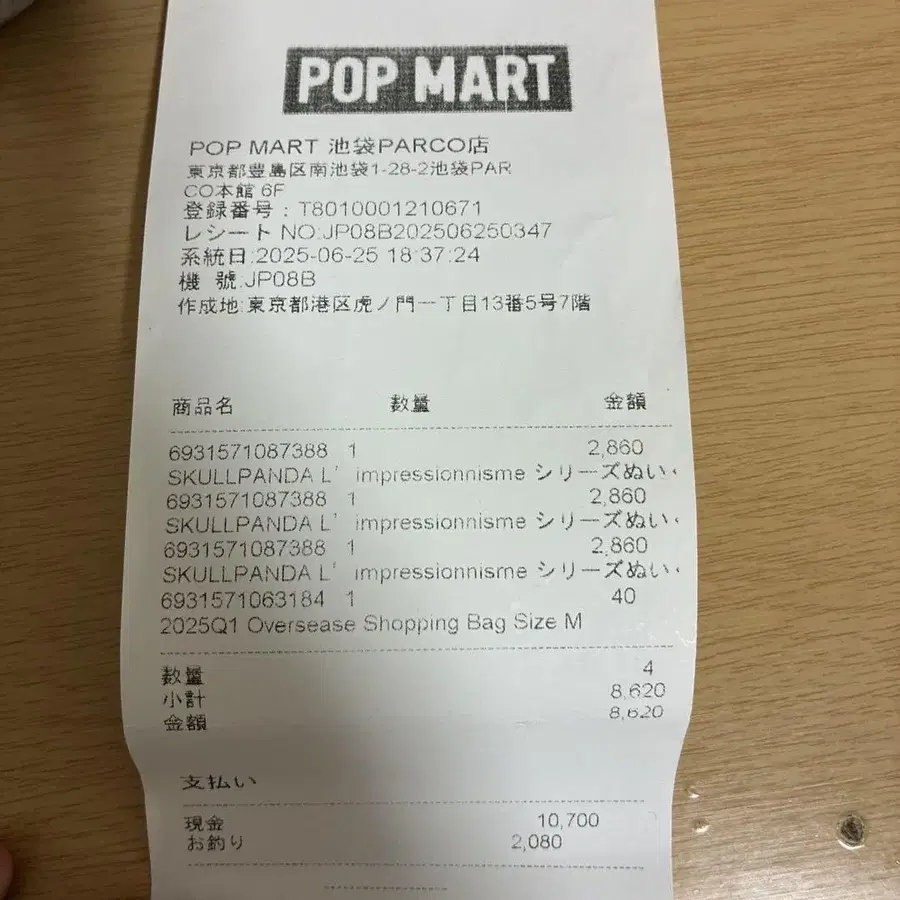 POP MART
POP MART 池袋PARCO店
東京都豊島区南池袋1-28-2池袋PAR
CO本館 6F
登録番号 : T8010001210671
レシート NO:JP08B202506250347
系統日:2025-06-25 18:37:24
機 號:JP08B
作成地:東京都港区虎ノ門一丁目13番5号7階
商品名 数量 金額
6931571087388 1 2,860
SKULLPANDA L' impressionnisme シリーズぬい
6931571087388 1 2,860
SKULLPANDA L' impressionnisme シリーズぬい
6931571087388 1 2,860
SKULLPANDA L' impressionnisme シリーズぬい
6931571063184 1 40
2025Q1 Oversease Shopping Bag Size M
数量 4
小計 8,620
金額 8,620
支払い
現金 10,700
お釣り 2,080